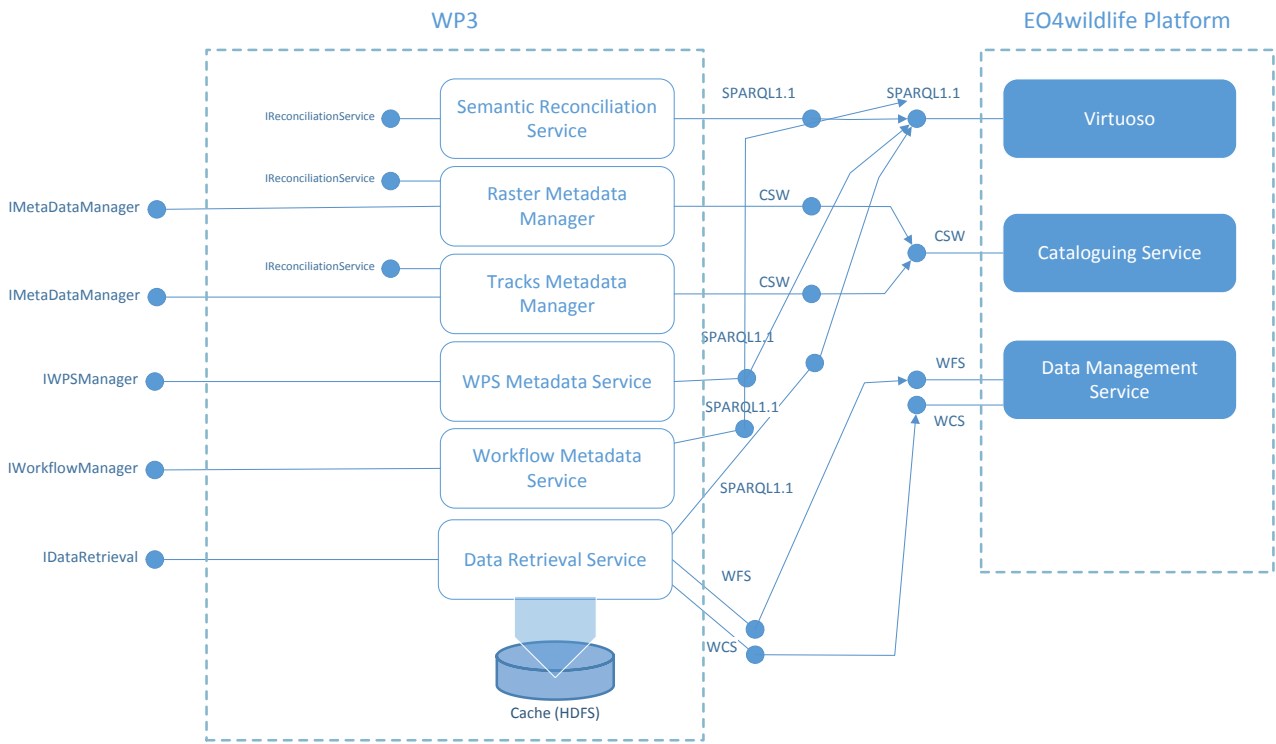 WP3
EO4wildlife Platform
SPARQL1.1
SPARQL1.1
IReconciliationService
Semantic Reconciliation
Service
Virtuoso
IReconciliationService
IMetaDataManager
Raster Metadata
Manager
CSW
CSW
Cataloguing Service
IReconciliationService
IMetaDataManager
Tracks Metadata
Manager
CSW
SPARQL1.1
IWPSManager
WPS Metadata Service
WFS
Data Management
Service
SPARQL1.1
WCS
IWorkflowManager
Workflow Metadata
Service
SPARQL1.1
IDataRetrieval
Data Retrieval Service
WFS
WCS
Cache (HDFS)